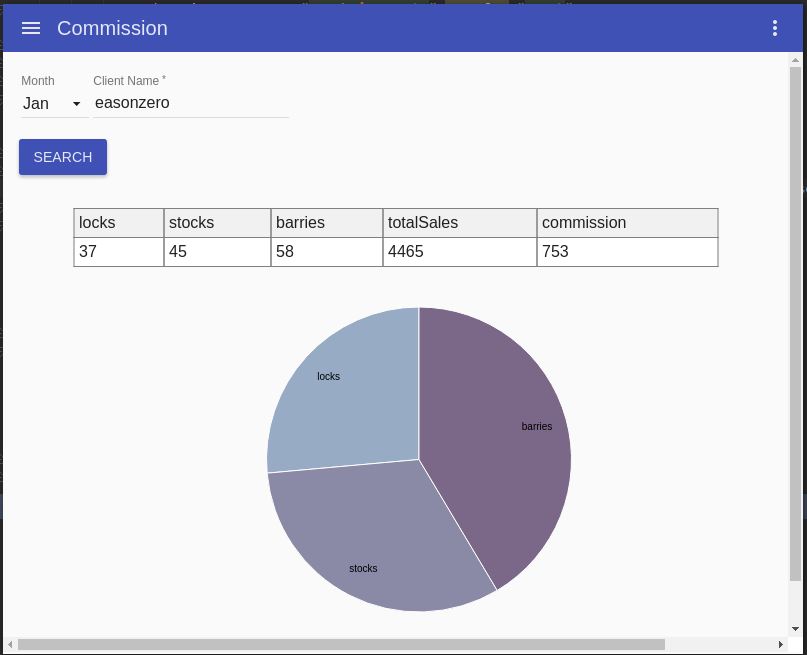 Commission
Month Client Name *
Jan easonzero
SEARCH
locks stocks barries totalSales commission
37 45 58 4465 753
locks
barries
stocks